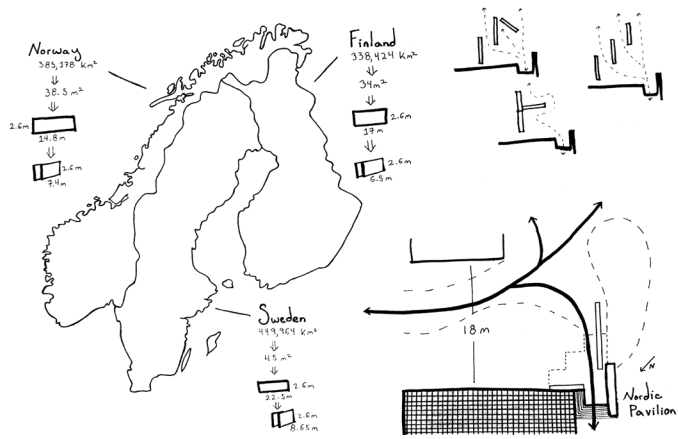 Norway
385,178 Km²
38.5 m²
2.6m
14.8m
2.6m
7.4m
Finland
338,424 Km²
34m²
2.6m
17m
2.6m
6.5m
Sweden
449,964 Km²
45 m²
2.6m
22.5m
2.6m
8.65m
18m
N
Nordic
Pavilion